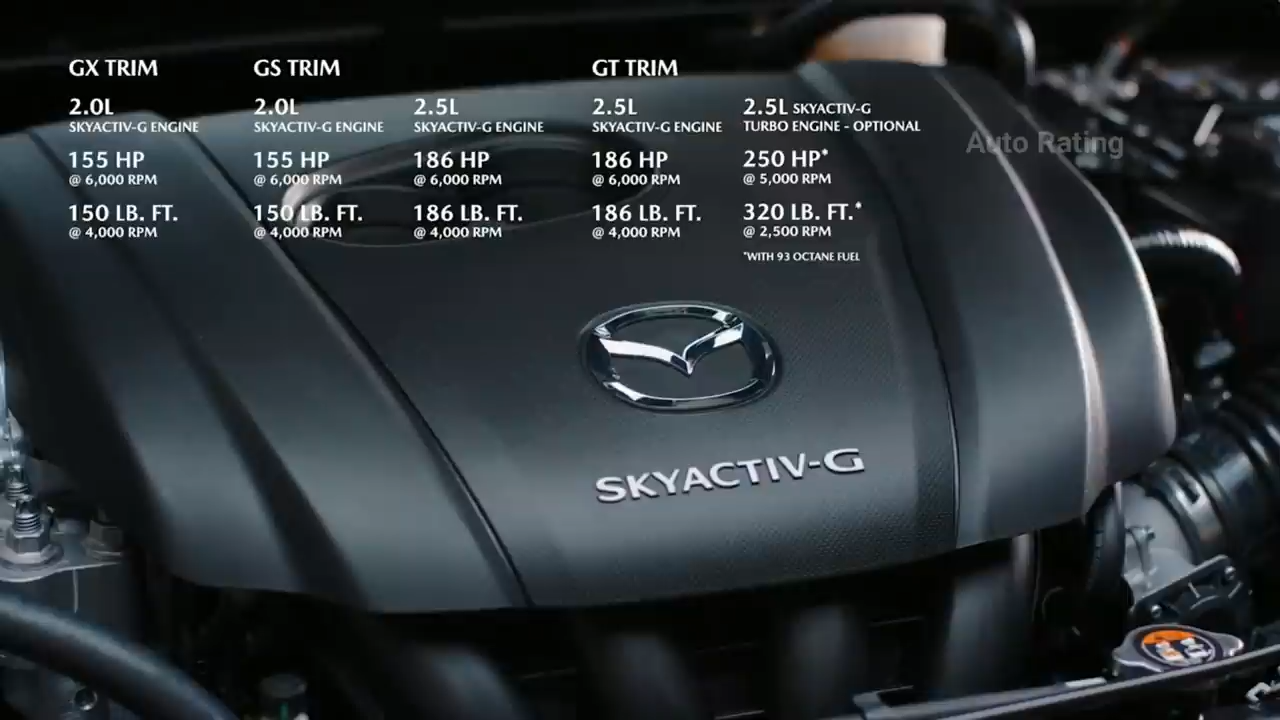 GX TRIM
2.0L
SKYACTIV-G ENGINE
155 HP
@ 6,000 RPM
150 LB. FT.
@ 4,000 RPM
GS TRIM
2.0L
SKYACTIV-G ENGINE
155 HP
@ 6,000 RPM
150 LB. FT.
@ 4,000 RPM
2.5L
SKYACTIV-G ENGINE
186 HP
@ 6,000 RPM
186 LB. FT.
@ 4,000 RPM
GT TRIM
2.5L
SKYACTIV-G ENGINE
186 HP
@ 6,000 RPM
186 LB. FT.
@ 4,000 RPM
2.5L SKYACTIV-G
TURBO ENGINE - OPTIONAL
250 HP*
@ 5,000 RPM
320 LB. FT.*
@ 2,500 RPM
*WITH 93 OCTANE FUEL
Auto Rating
SKYACTIV-G